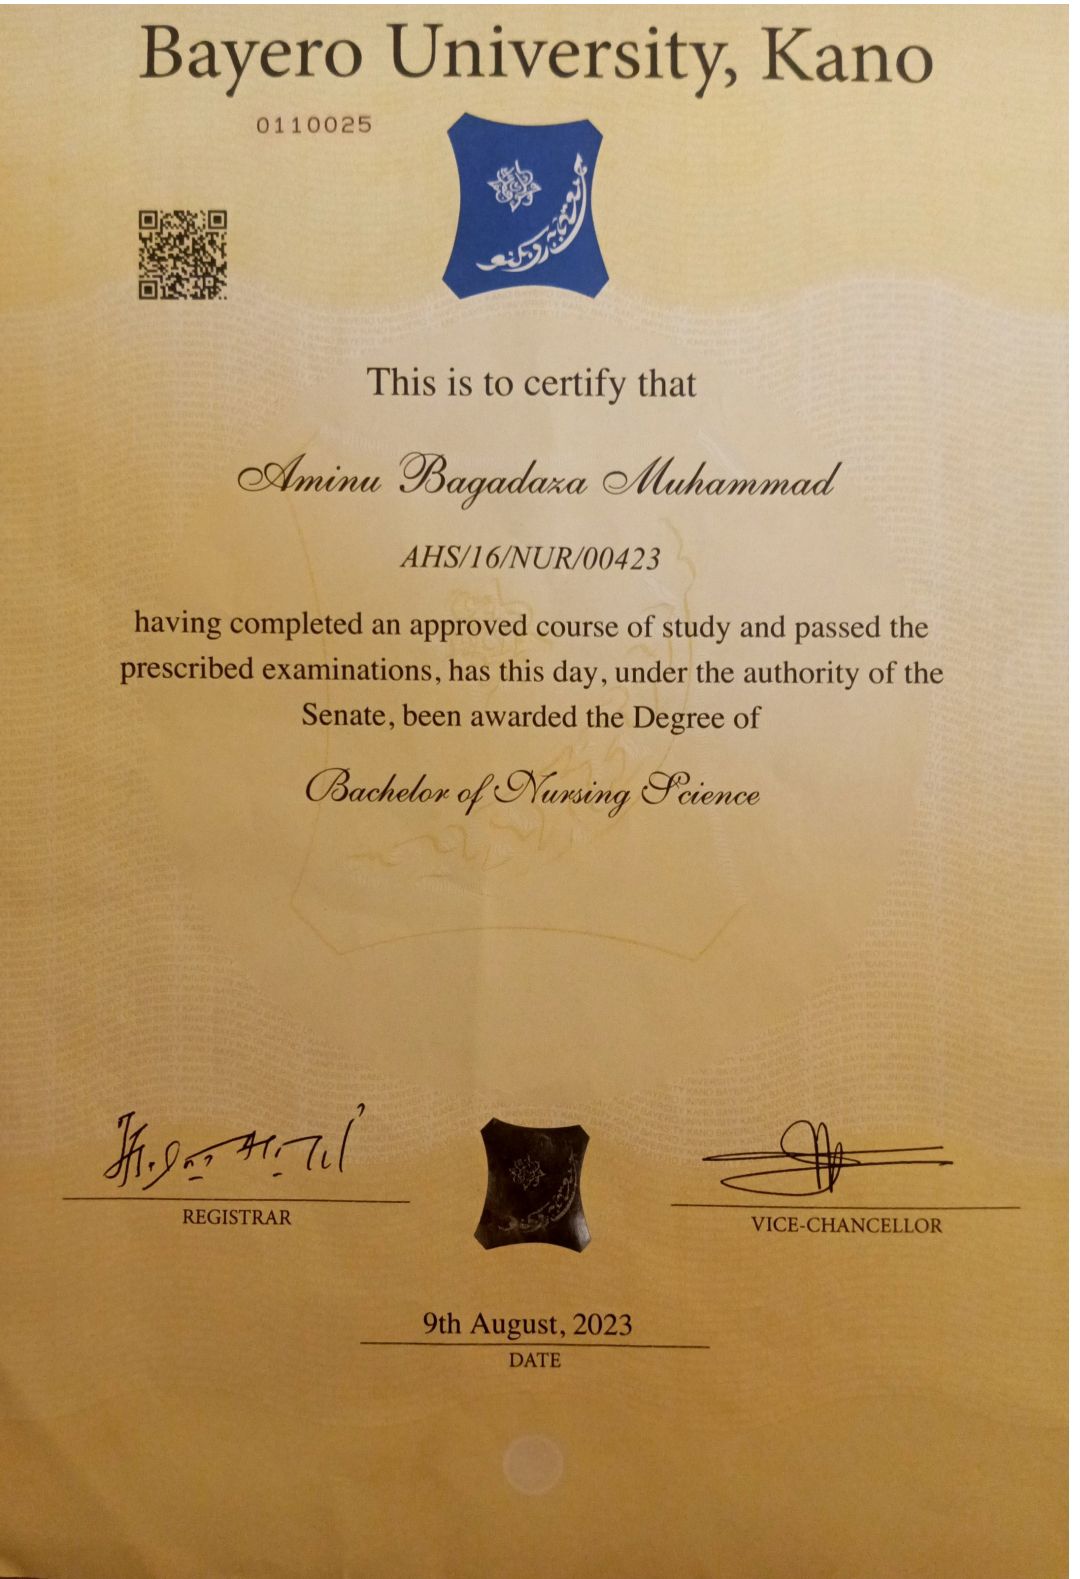 Bayero University, Kano
0110025
This is to certify that
Aminu Bagadaza Muhammad
AHS/16/NUR/00423
having completed an approved course of study and passed the
prescribed examinations, has this day, under the authority of the
Senate, been awarded the Degree of
Bachelor of Nursing Science
REGISTRAR
VICE-CHANCELLOR
9th August, 2023
DATE